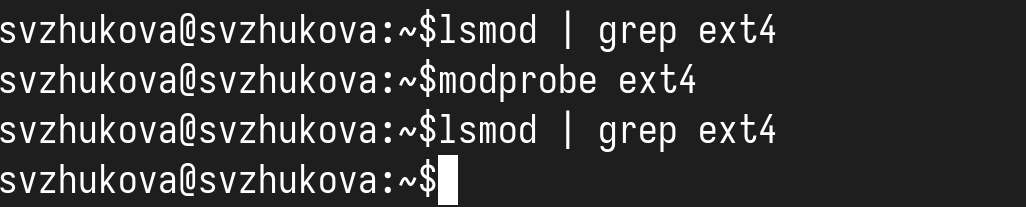 svzhukova@svzhukova:~$lsmod | grep ext4
svzhukova@svzhukova:~$modprobe ext4
svzhukova@svzhukova:~$lsmod | grep ext4
svzhukova@svzhukova:~$